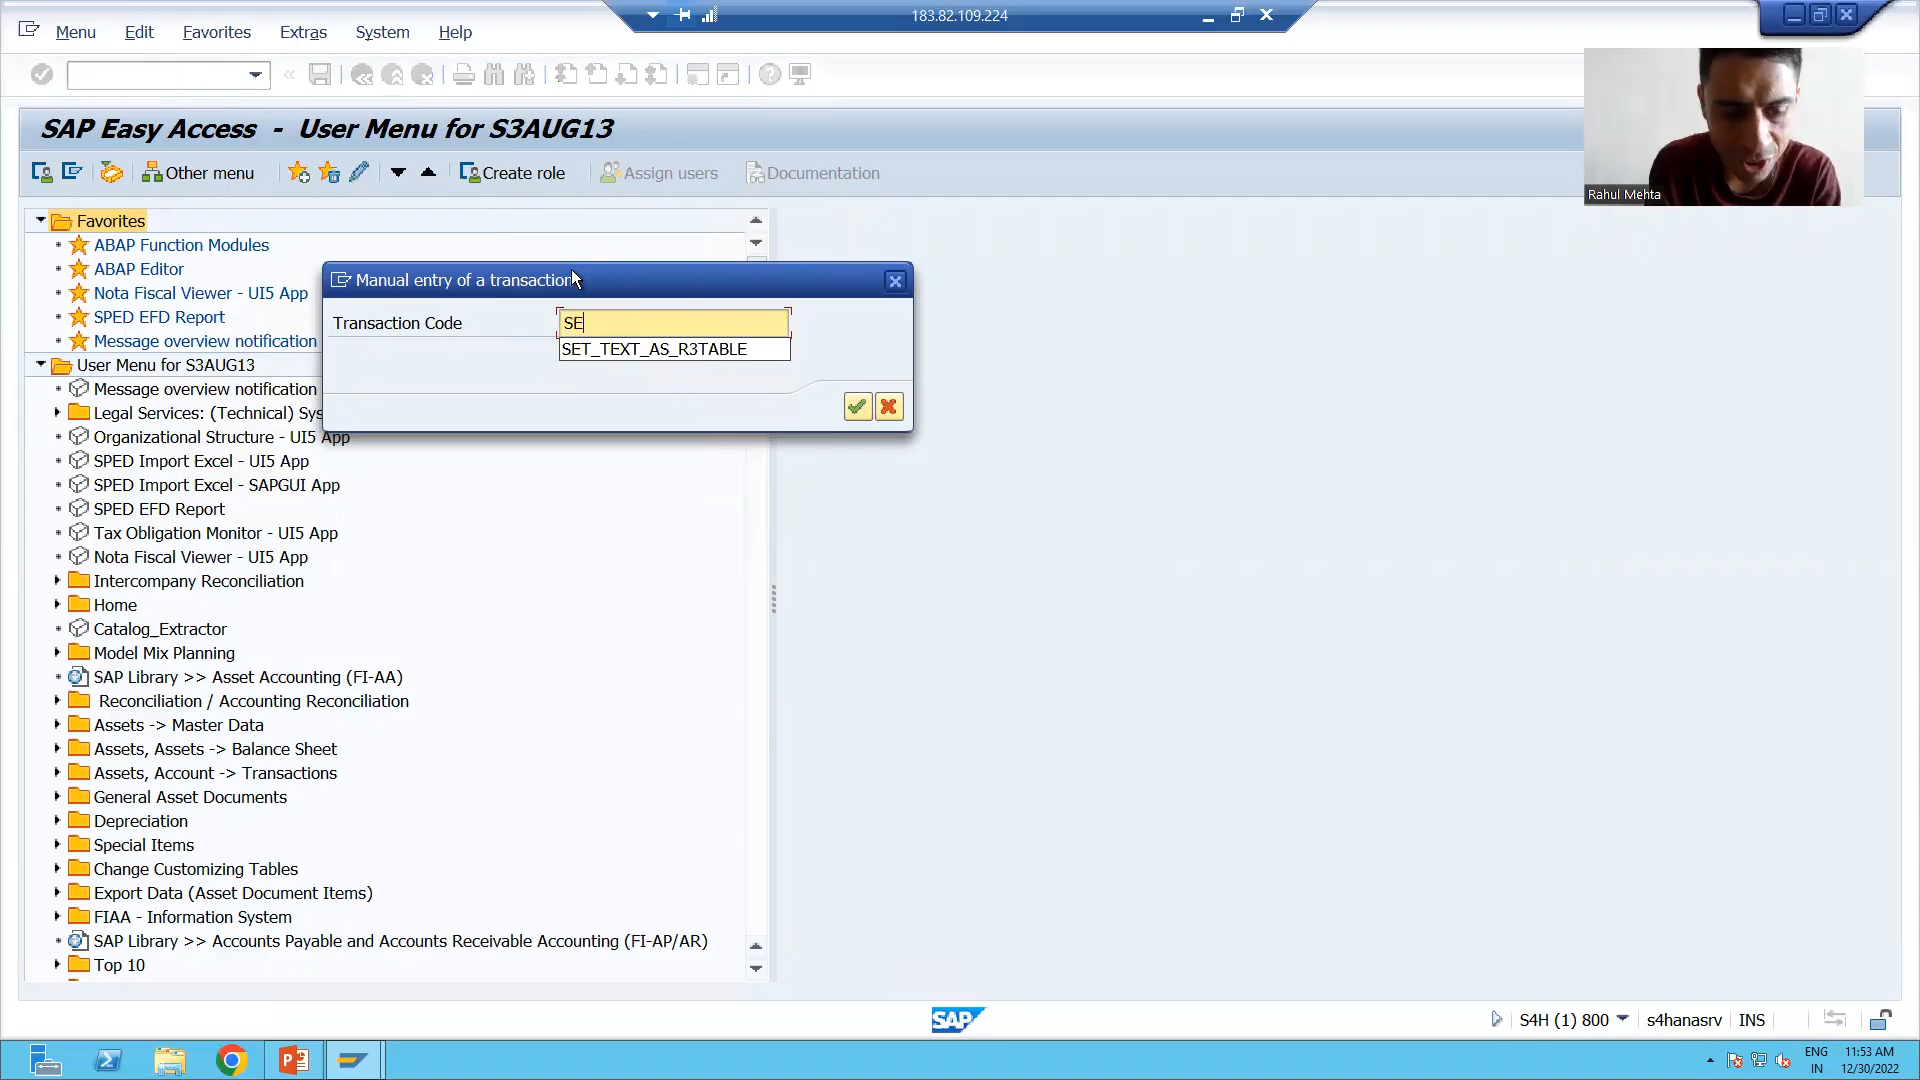 183.82.109.224
Menu Edit Favorites Extras System Help
SAP Easy Access - User Menu for S3AUG13
Other menu Create role Assign users Documentation
Rahul Mehta
Favorites
ABAP Function Modules
ABAP Editor
Nota Fiscal Viewer - UI5 App
SPED EFD Report
Message overview notification
Manual entry of a transaction
Transaction Code SE
SET_TEXT_AS_R3TABLE
User Menu for S3AUG13
Message overview notification
Legal Services: (Technical) Sys
Organizational Structure - UI5 App
SPED Import Excel - UI5 App
SPED Import Excel - SAPGUI App
SPED EFD Report
Tax Obligation Monitor - UI5 App
Nota Fiscal Viewer - UI5 App
Intercompany Reconciliation
Home
Catalog_Extractor
Model Mix Planning
SAP Library >> Asset Accounting (FI-AA)
Reconciliation / Accounting Reconciliation
Assets -> Master Data
Assets, Assets -> Balance Sheet
Assets, Account -> Transactions
General Asset Documents
Depreciation
Special Items
Change Customizing Tables
Export Data (Asset Document Items)
FIAA - Information System
SAP Library >> Accounts Payable and Accounts Receivable Accounting (FI-AP/AR)
Top 10
SAP
S4H (1) 800 s4hanasrv INS
ENG 11:53 AM
IN 12/30/2022